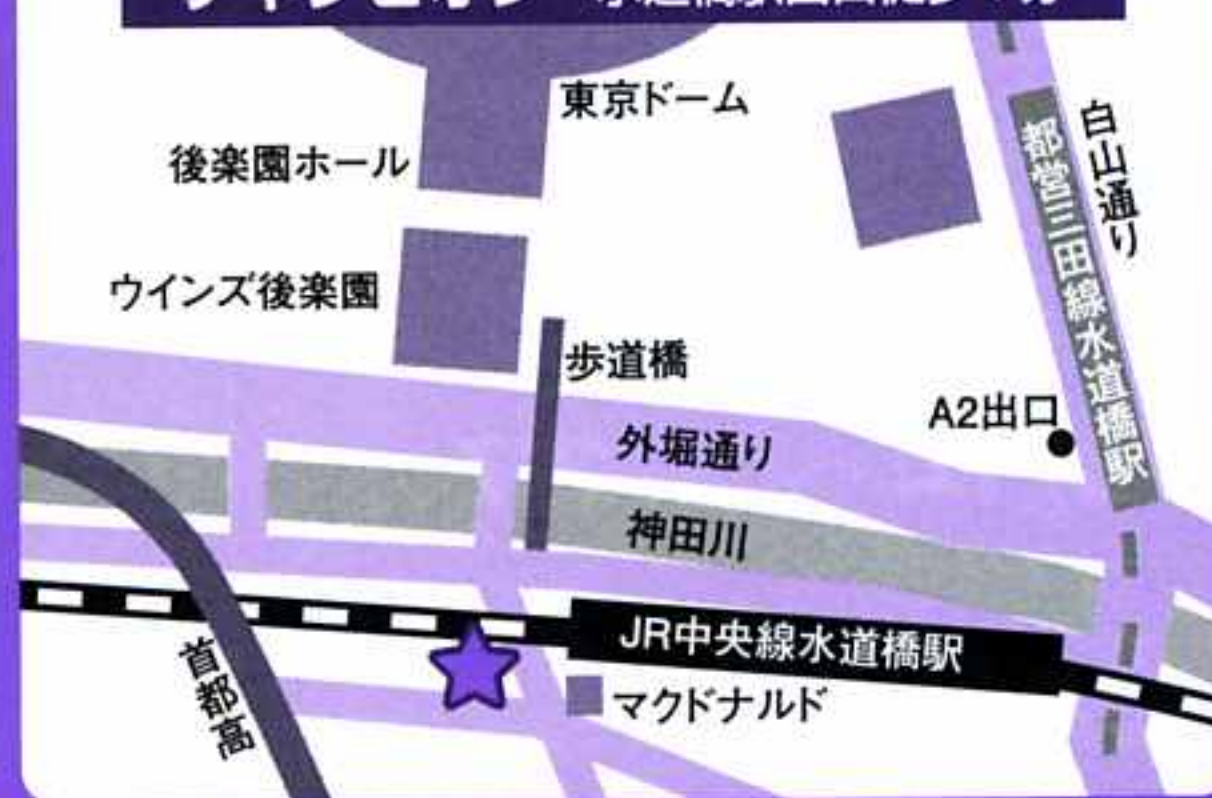 東京ドーム
後楽園ホール
白山通り
都営三田線水道橋駅
ウインズ後楽園
歩道橋
A2出口
外堀通り
神田川
JR中央線水道橋駅
首都高
マクドナルド